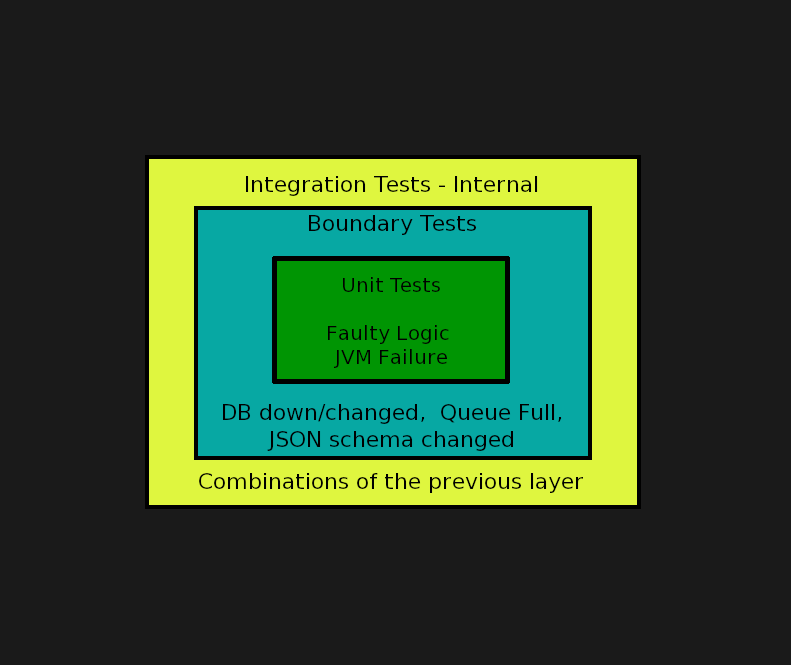 Integration Tests - Internal
Boundary Tests
Unit Tests
Faulty Logic
JVM Failure
DB down/changed,  Queue Full,
JSON schema changed
Combinations of the previous layer